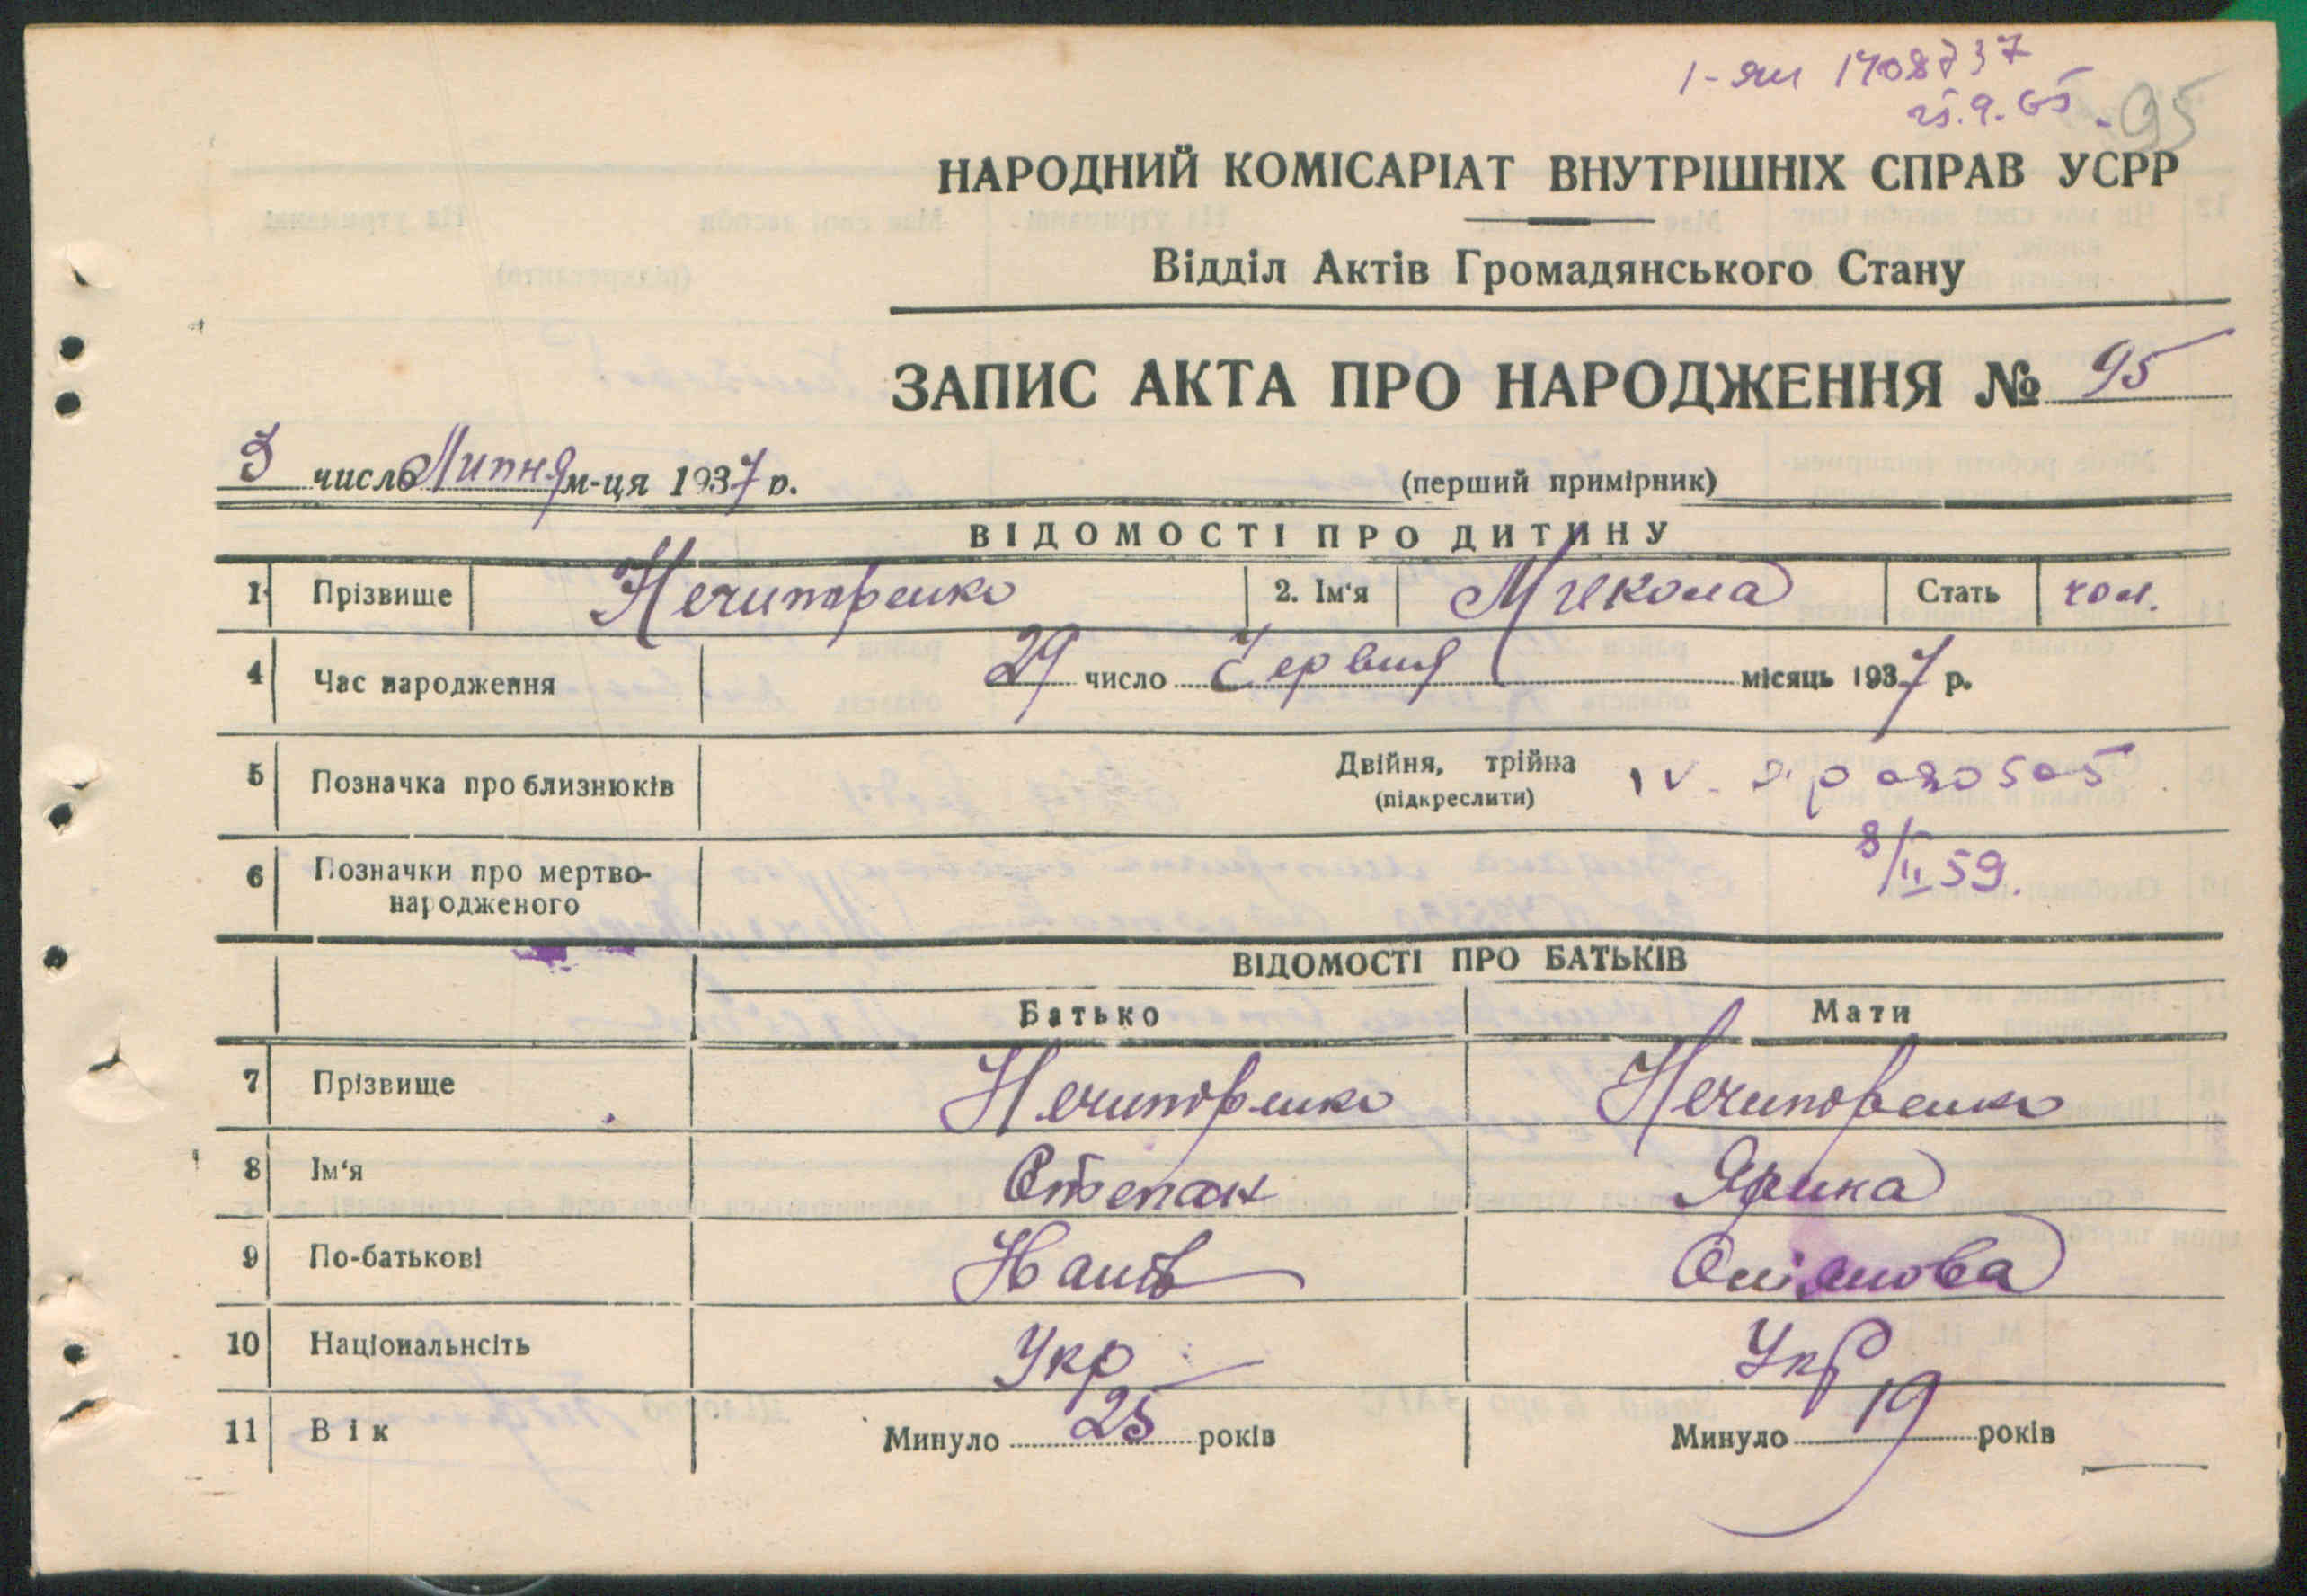 1-ям 1708737
25.9.65. 95
НАРОДНИЙ КОМІСАРІАТ ВНУТРІШНІХ СПРАВ УСРР
Відділ Актів Громадянського Стану
ЗАПИС АКТА ПРО НАРОДЖЕННЯ № 95
3 число Липня м-ця 1937 р.
(перший примірник)
ВІДОМОСТІ ПРО ДИТИНУ
1 Прізвище Нечипоренко 2. Ім'я Микола Стать чол.
4 Час народження 29 число Червня місяць 1937 р.
5 Позначка про близнюків Двійня, трійна
(підкреслити)
8/II 59.
6 Позначки про мертво-
народженого
ВІДОМОСТІ ПРО БАТЬКІВ
Батько Мати
7 Прізвище Нечипоренко Нечипоренко
8 Ім'я Степан Ярина
9 По-батькові
10 Національнсіть Укр Укр
11 Вік Минуло 25 років Минуло 19 років